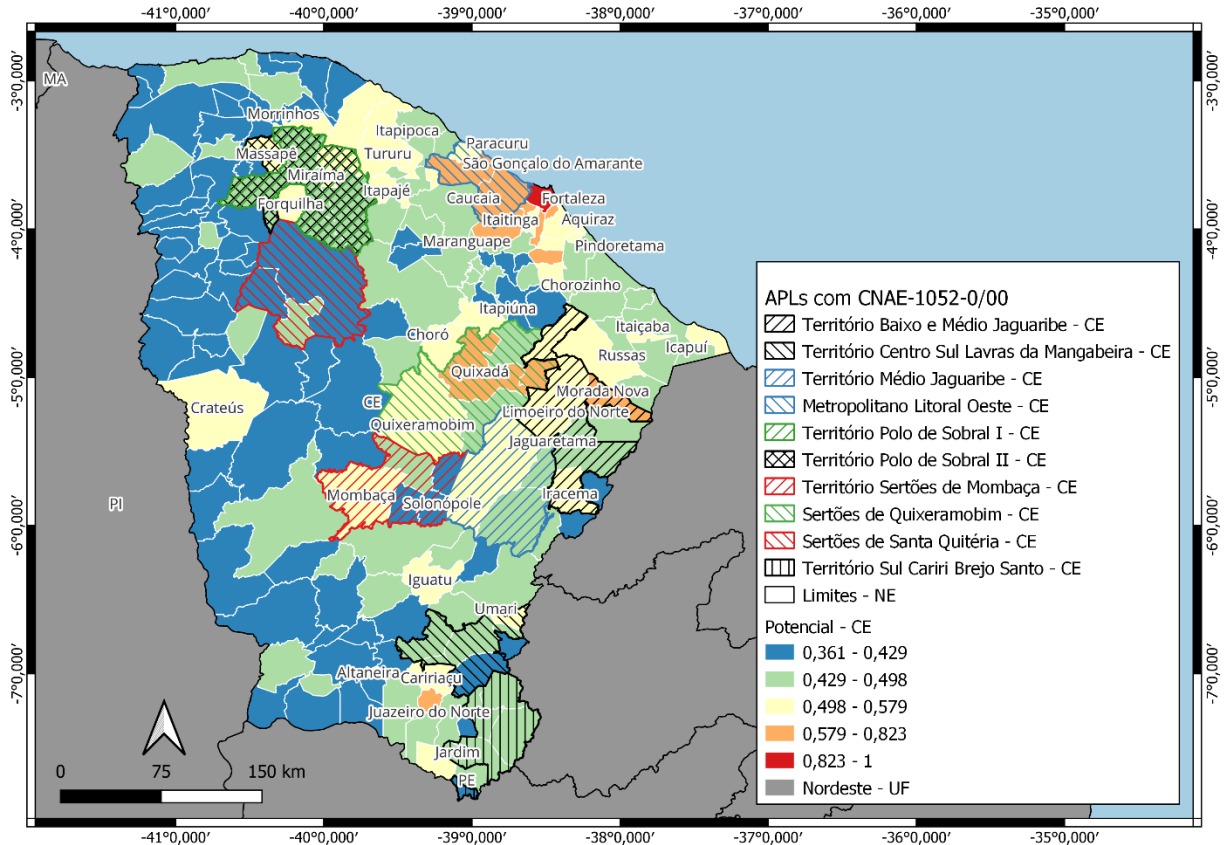 -41°0,000′ -40°0,000′ -39°0,000′ -38°0,000′ -37°0,000′ -36°0,000′ -35°0,000′
-3°0,000′ -3°0,000′
-4°0,000′ -4°0,000′
-5°0,000′ -5°0,000′
-6°0,000′ -6°0,000′
-7°0,000′ -7°0,000′
MA
Morrinhos
Itapipoca
Paracuru
Massapê
Tururu
São Gonçalo do Amarante
Miraíma
Itapajé
Caucaia
Fortaleza
Forquilha
Itaitinga
Aquiraz
Maranguape
Pindoretama
Chorozinho
Itapiúna
Itaiçaba
Choró
Russas
Icapuí
Quixadá
Morada Nova
CE
Crateús
Limoeiro do Norte
Quixeramobim
Jaguaretama
Mombaça
Iracema
PI
Solonópole
Iguatu
Umari
Altaneira
Caririaçu
Juazeiro do Norte
Jardim
PE
APLs com CNAE-1052-0/00
Território Baixo e Médio Jaguaribe - CE
Território Centro Sul Lavras da Mangabeira - CE
Território Médio Jaguaribe - CE
Metropolitano Litoral Oeste - CE
Território Polo de Sobral I - CE
Território Polo de Sobral II - CE
Território Sertões de Mombaça - CE
Sertões de Quixeramobim - CE
Sertões de Santa Quitéria - CE
Território Sul Cariri Brejo Santo - CE
Limites - NE
Potencial - CE
0,361 - 0,429
0,429 - 0,498
0,498 - 0,579
0,579 - 0,823
0,823 - 1
Nordeste - UF
0 75 150 km
-41°0,000′ -40°0,000′ -39°0,000′ -38°0,000′ -37°0,000′ -36°0,000′ -35°0,000′